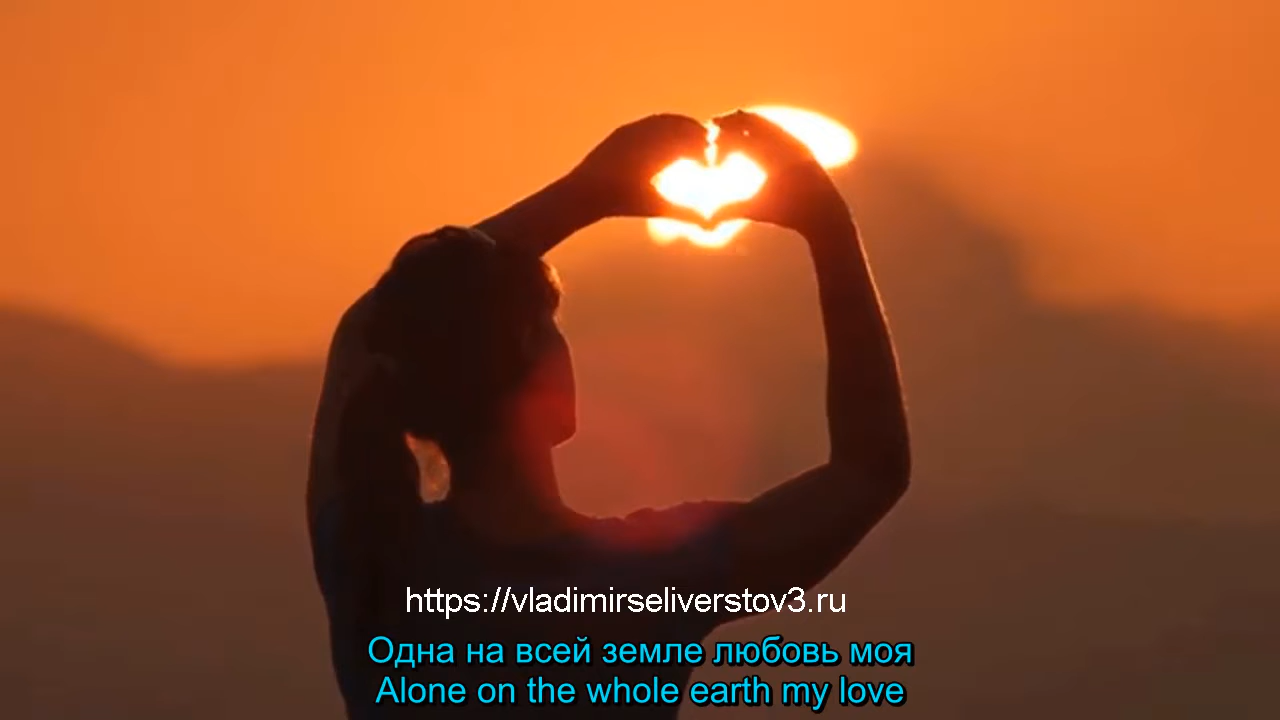 https://vladimirseliverstov3.ru
Одна на всей земле любовь моя
Alone on the whole earth my love